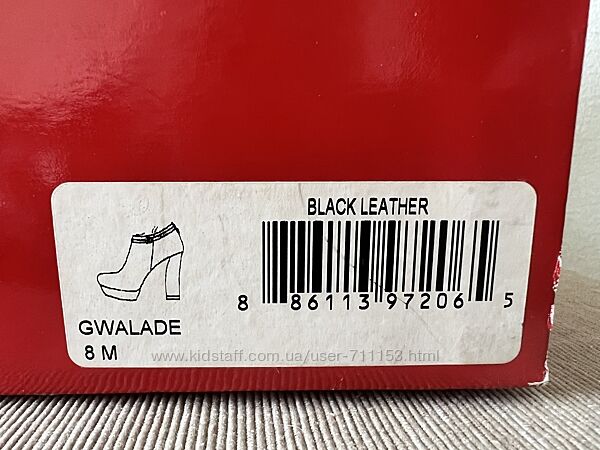 BLACK LEATHER
8 86113 97206 5
GWALADE
8 M
www.kidstaff.com.ua/user-711153.html